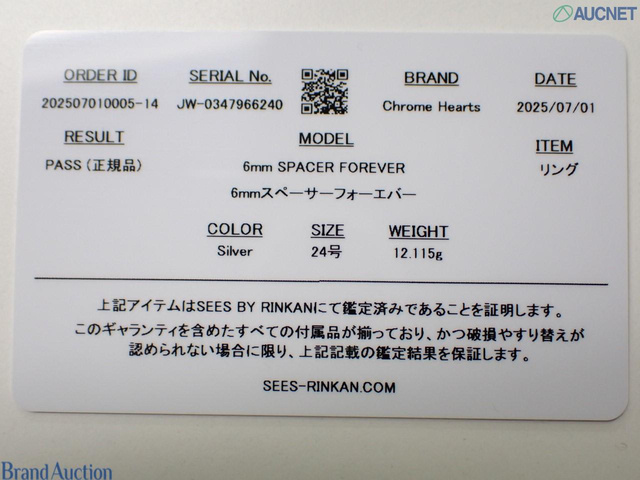 AUCNET
ORDER ID
202507010005-14
SERIAL No.
JW-0347966240
BRAND
Chrome Hearts
DATE
2025/07/01
RESULT
PASS (正規品)
MODEL
6mm SPACER FOREVER
6mmスペーサーフォーエバー
ITEM
リング
COLOR
Silver
SIZE
24号
WEIGHT
12.115g
上記アイテムはSEES BY RINKANにて鑑定済みであることを証明します。
このギャランティを含めたすべての付属品が揃っており、かつ破損やすり替えが
認められない場合に限り、上記記載の鑑定結果を保証します。
SEES-RINKAN.COM
Brand Auction